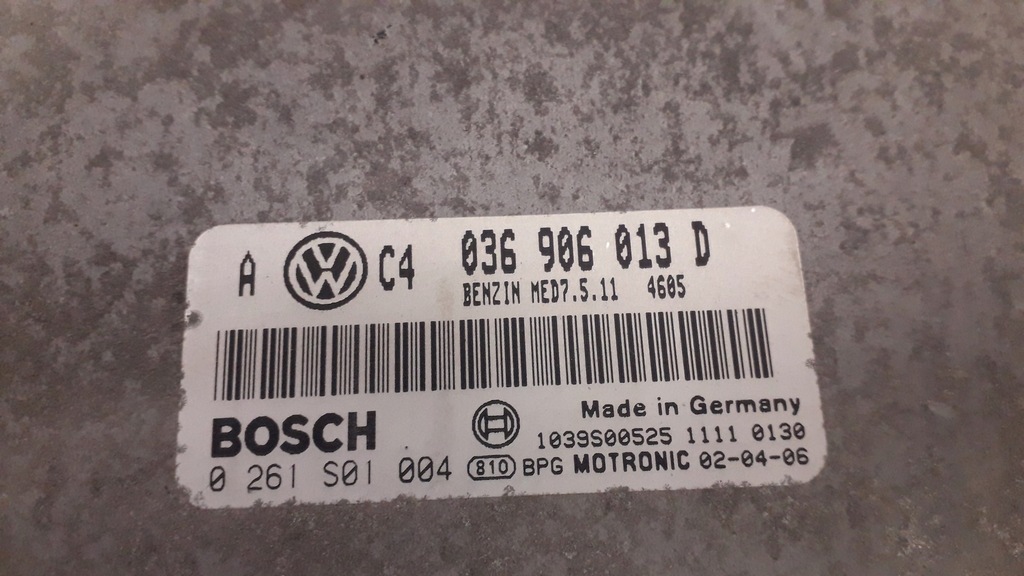 A VW C4 036 906 013 D
BENZIN MED7.5.11 4605
BOSCH Made in Germany
1039S00525 1111 0130
0 261 S01 004 810 BPG MOTRONIC 02-04-06